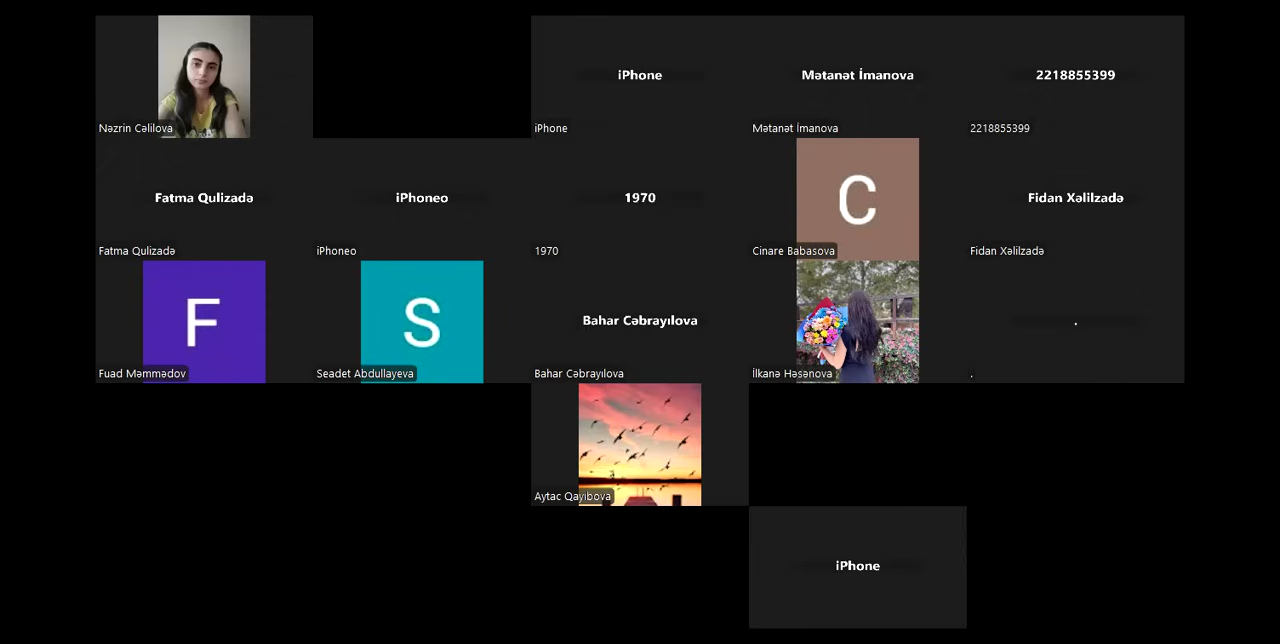 Nəzrin Cəlilova
iPhone
iPhone
Mətanət İmanova
Mətanət İmanova
2218855399
2218855399
Fatma Qulizadə
Fatma Qulizadə
iPhoneo
iPhoneo
1970
1970
C
Cinare Babasova
Fidan Xəlilzadə
Fidan Xəlilzadə
F
Fuad Məmmədov
S
Seadet Abdullayeva
Bahar Cəbrayılova
Bahar Cəbrayılova
İlkanə Həsənova
.
.
Aytac Qayıbova
iPhone